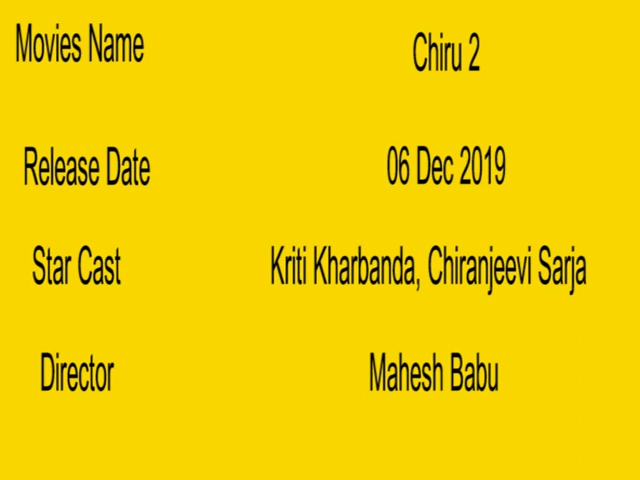 Movies Name Chiru 2
Release Date 06 Dec 2019
Star Cast Kriti Kharbanda, Chiranjeevi Sarja
Director Mahesh Babu